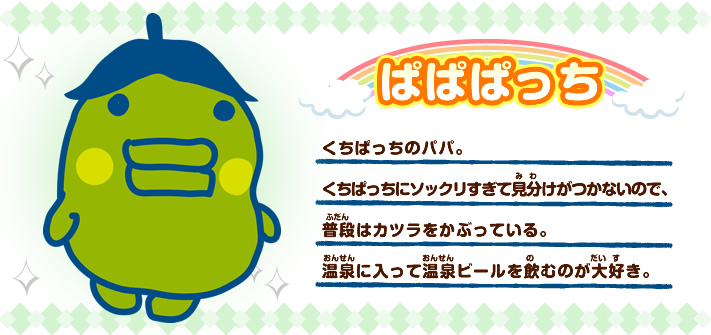 ぱぱぱっち
くちぱっちのパパ。
くちぱっちにソックリすぎて見分けがつかないので、
普段はカツラをかぶっている。
温泉に入って温泉ビールを飲むのが大好き。